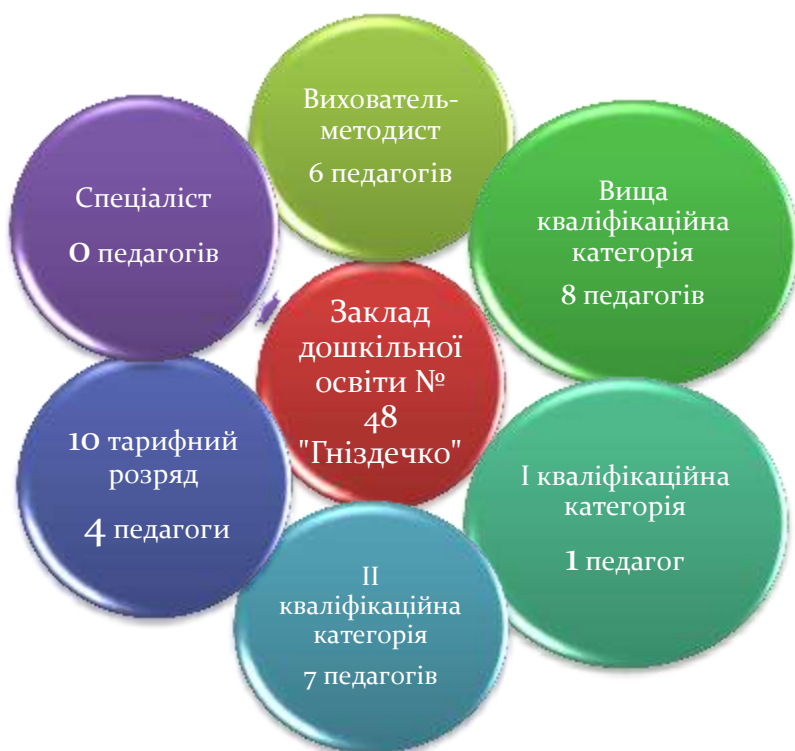 Вихователь-
методист
6 педагогів
Вища
кваліфікаційна
категорія
8 педагогів
І кваліфікаційна
категорія
1 педагог
ІІ
кваліфікаційна
категорія
7 педагогів
10 тарифний
розряд
4 педагоги
Спеціаліст
0 педагогів
Заклад
дошкільної
освіти №
48
"Гніздечко"